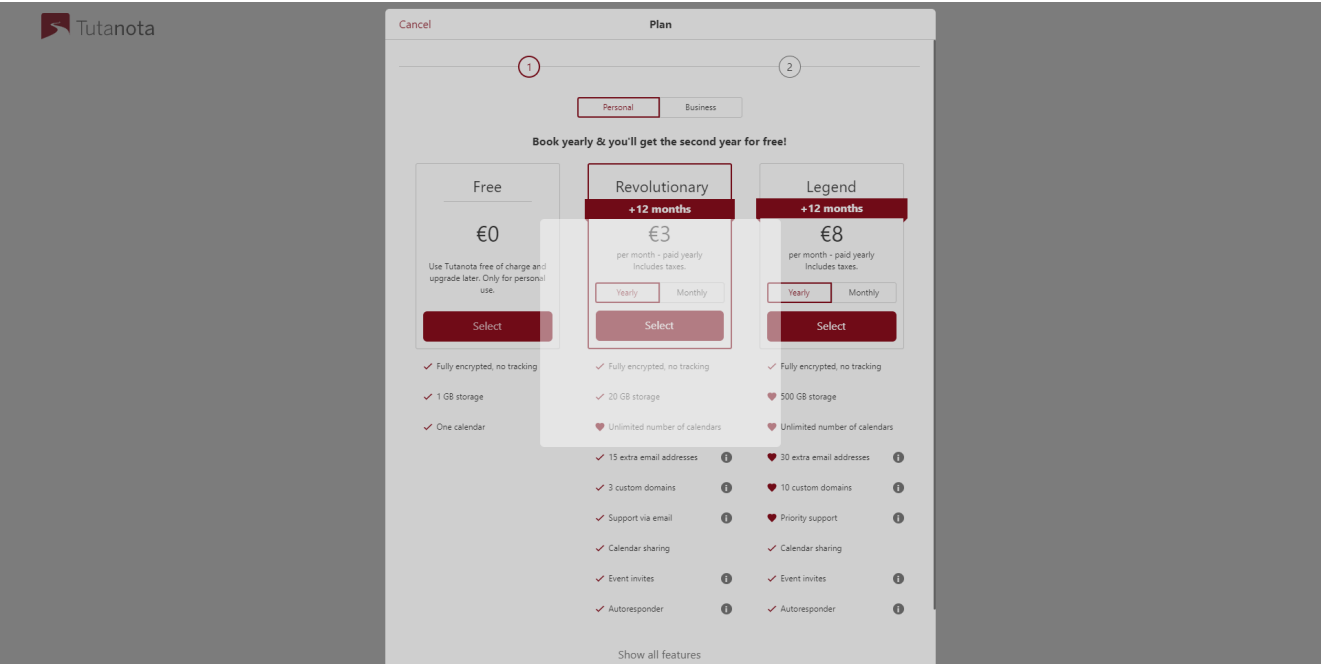 Tutanota
Cancel
Plan
1
2
Personal
Business
Book yearly & you'll get the second year for free!
Free
€0
Use Tutanota free of charge and
upgrade later. Only for personal
use.
Select
Fully encrypted, no tracking
1 GB storage
One calendar
Revolutionary
+12 months
€3
per month - paid yearly
Includes taxes.
Yearly
Monthly
Select
Fully encrypted, no tracking
20 GB storage
Unlimited number of calendars
15 extra email addresses
3 custom domains
Support via email
Calendar sharing
Event invites
Autoresponder
Legend
+12 months
€8
per month - paid yearly
Includes taxes.
Yearly
Monthly
Select
Fully encrypted, no tracking
500 GB storage
Unlimited number of calendars
30 extra email addresses
10 custom domains
Priority support
Calendar sharing
Event invites
Autoresponder
Show all features